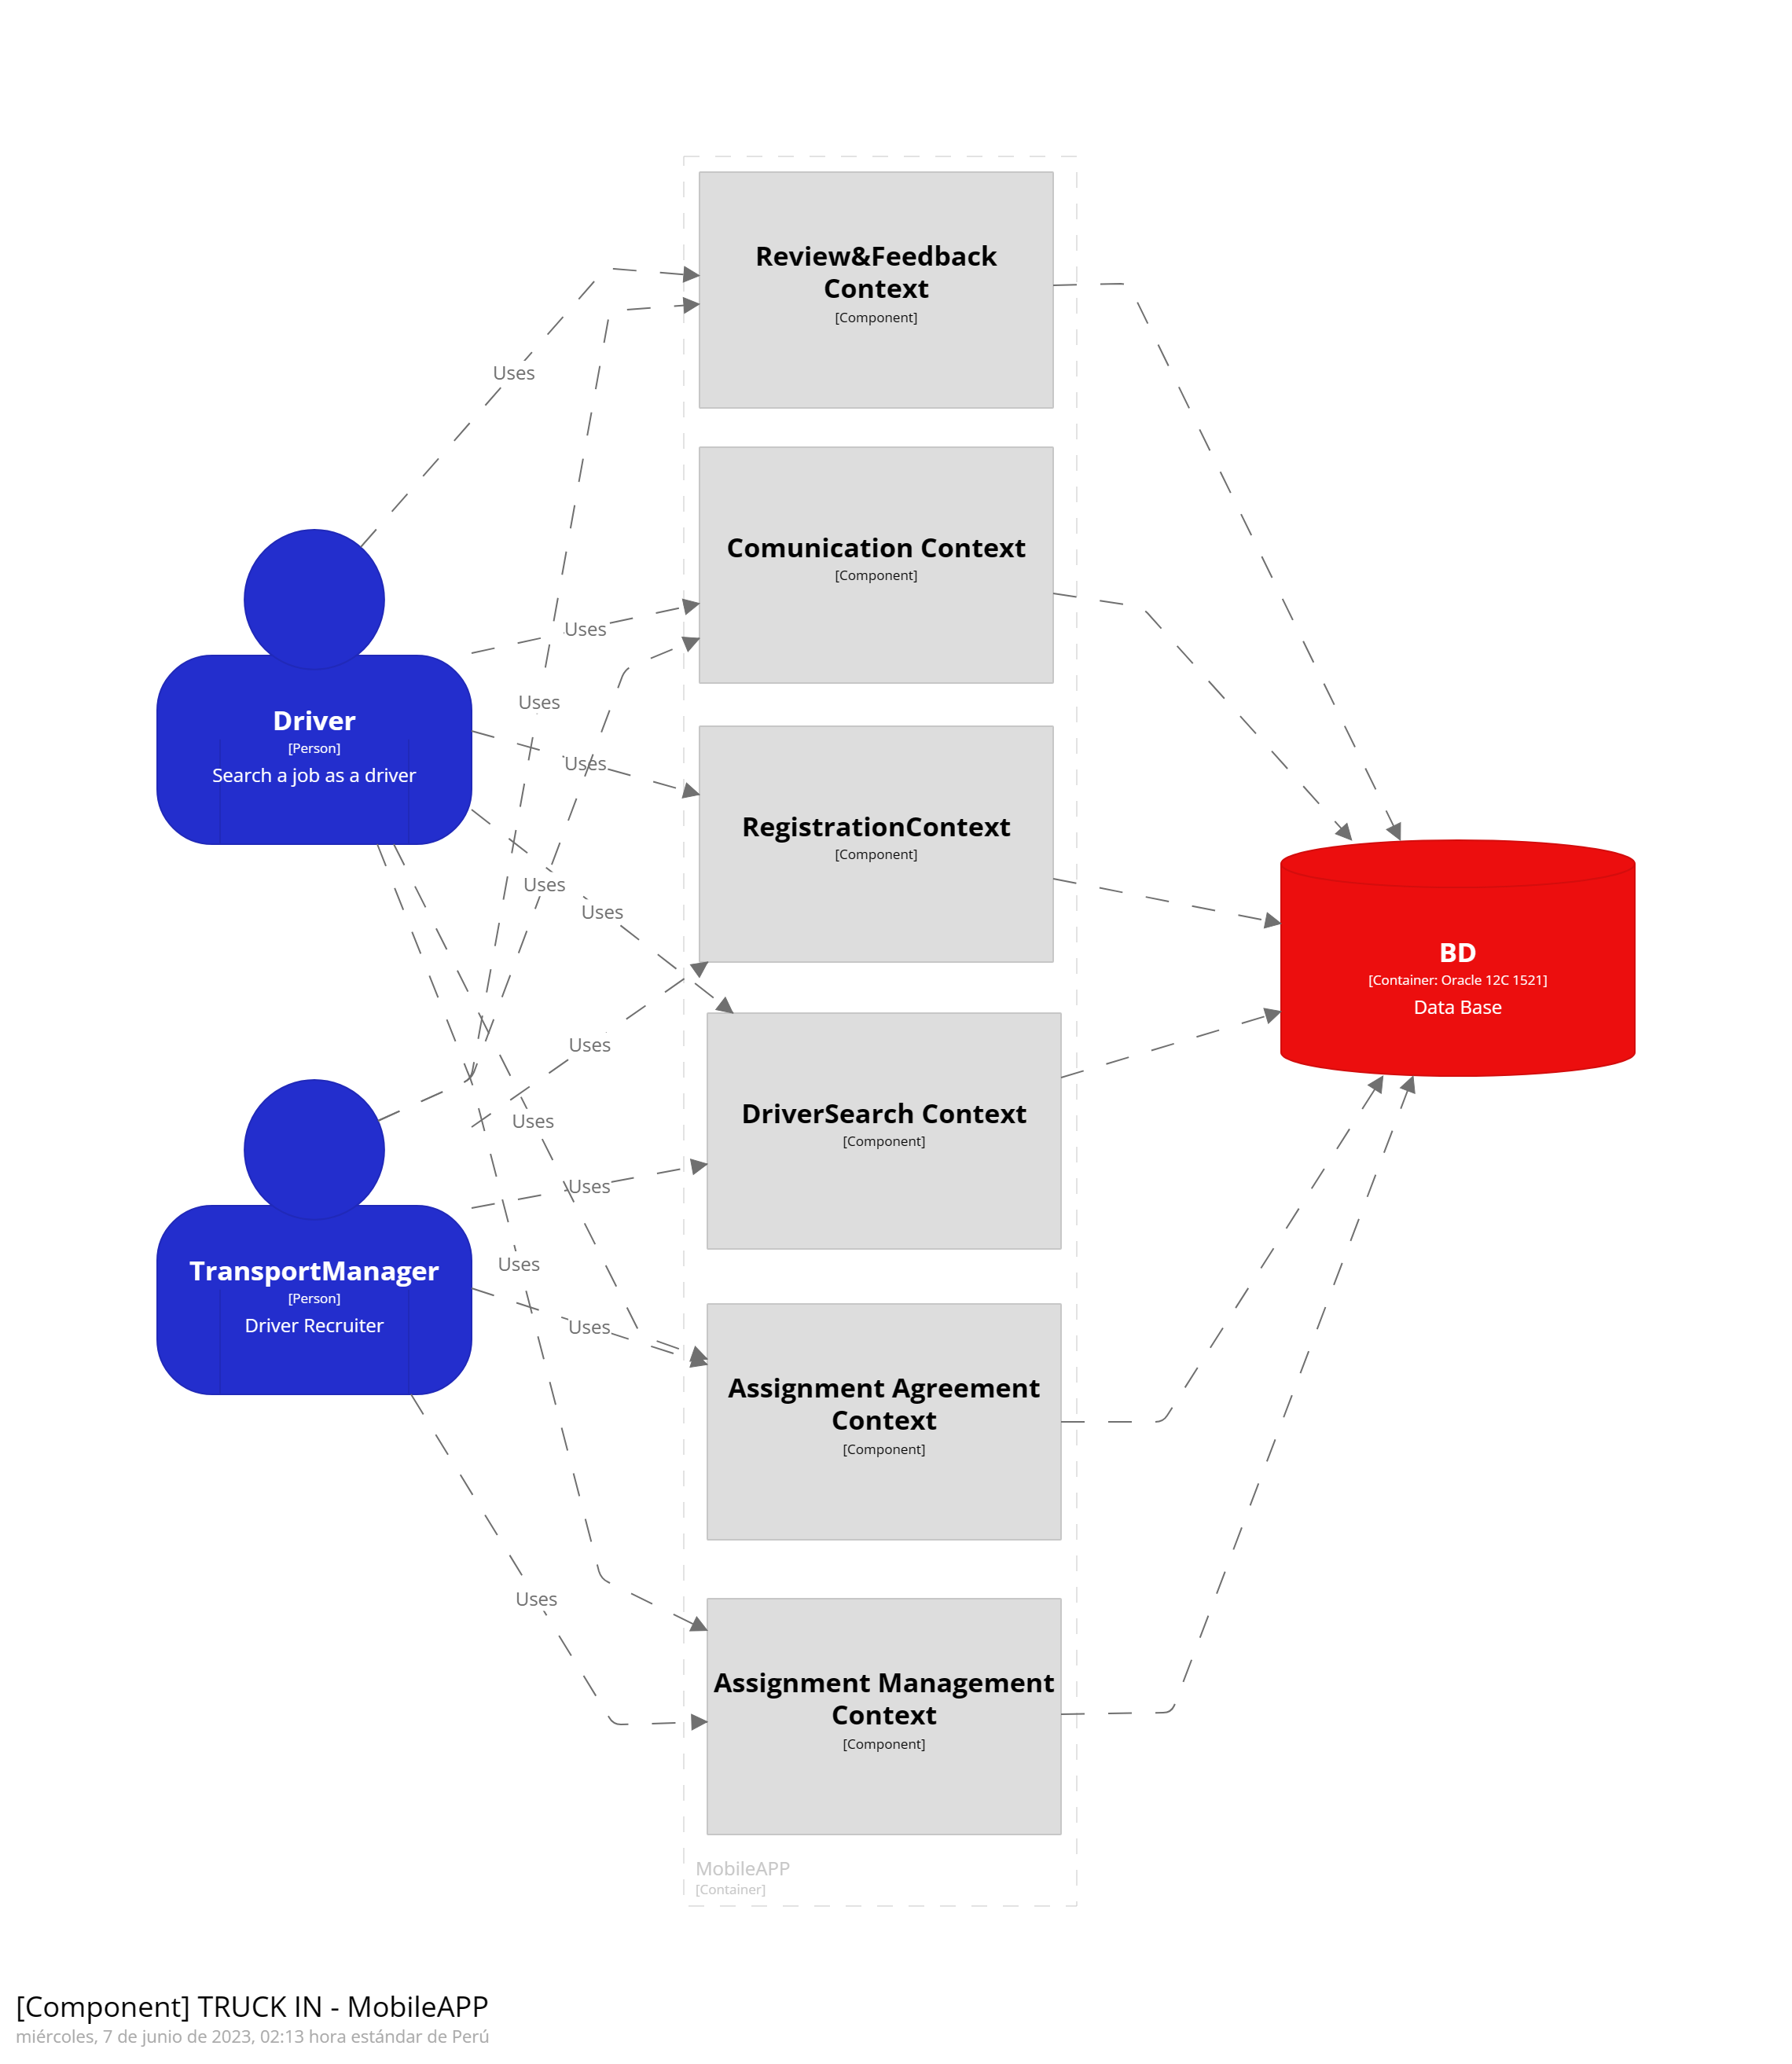 Review&Feedback
Context
[Component]
Uses
Comunication Context
[Component]
Uses
Driver
[Person]
Search a job as a driver
Uses
Uses
RegistrationContext
[Component]
Uses
Uses
BD
[Container: Oracle 12C 1521]
Data Base
Uses
DriverSearch Context
[Component]
Uses
Uses
TransportManager
[Person]
Driver Recruiter
Uses
Uses
Assignment Agreement
Context
[Component]
Uses
Assignment Management
Context
[Component]
MobileAPP
[Container]
[Component] TRUCK IN - MobileAPP
miércoles, 7 de junio de 2023, 02:13 hora estándar de Perú